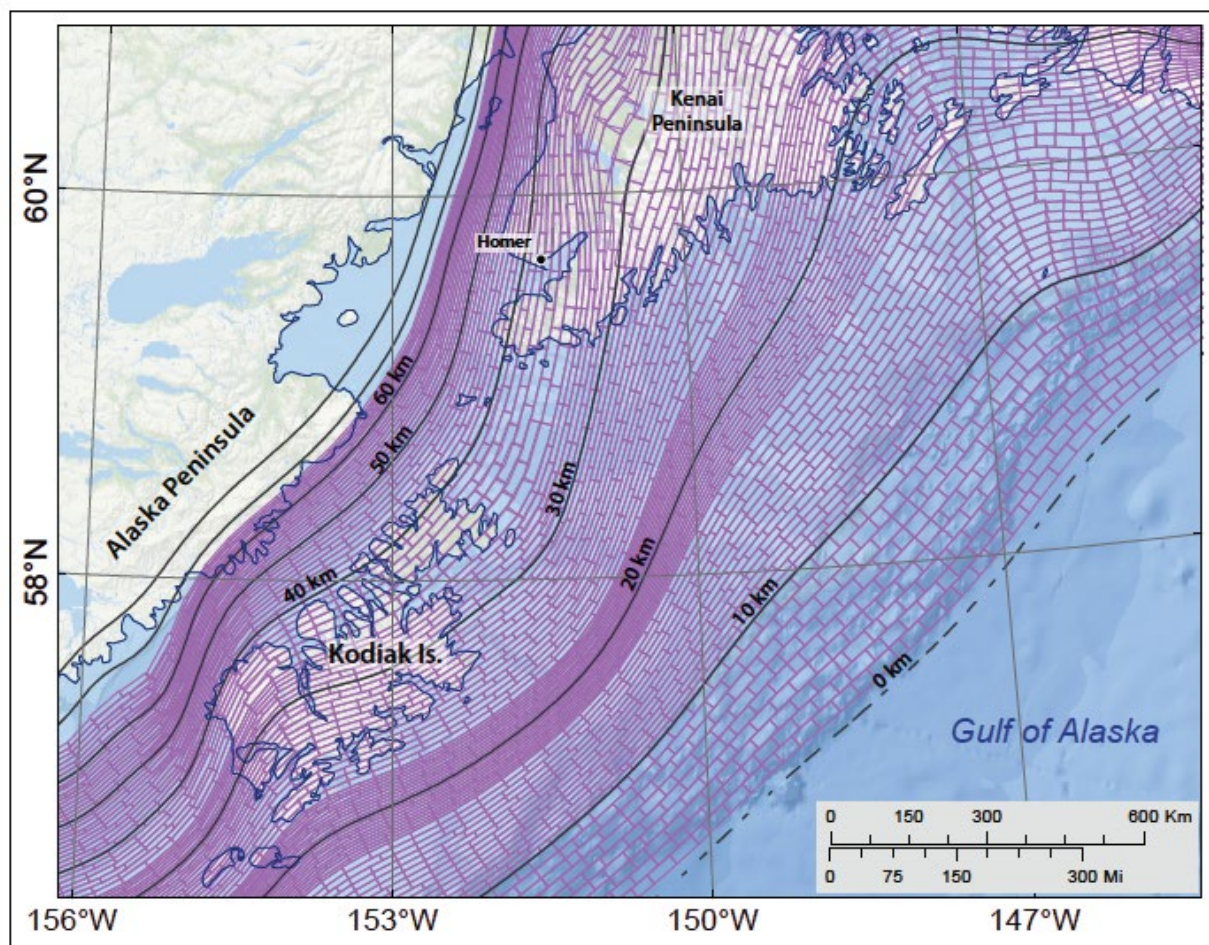 Kenai
Peninsula
60°N
Homer
60 km
50 km
Alaska Peninsula
30 km
58°N
40 km
20 km
10 km
Kodiak Is.
0 km
Gulf of Alaska
0 150 300 600 Km
0 75 150 300 Mi
156°W 153°W 150°W 147°W